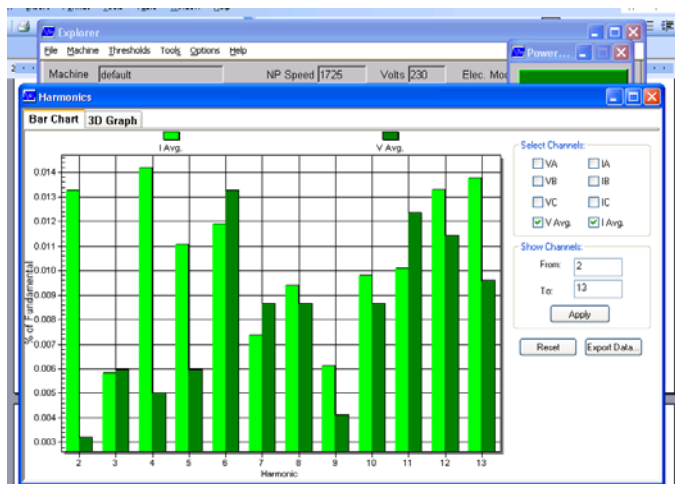 Explorer
File Machine Thresholds Tools Options Help
Power...
Machine default NP Speed 1725 Volts 230 Elec. Mod
Harmonics
Bar Chart 3D Graph
I Avg. V Avg.
% of Fundamental
0.014
0.013
0.012
0.011
0.010
0.009
0.008
0.007
0.006
0.005
0.004
0.003
2 3 4 5 6 7 8 9 10 11 12 13
Harmonic
Select Channels:
VA IA
VB IB
VC IC
V Avg. I Avg.
Show Channels:
From: 2
To: 13
Apply
Reset Export Data...